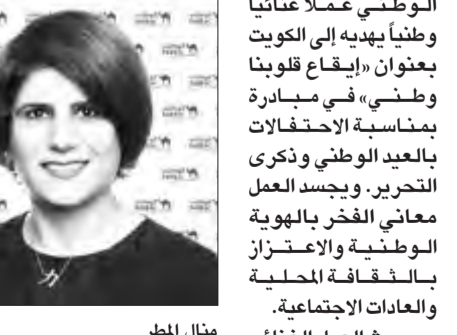 الوطني عملاً غنائياً
وطنياً يهديه إلى الكويت
بعنوان «إيقاع قلوبنا
وطني» في مبادرة
بمناسبة الاحتفالات
بالعيد الوطني وذكرى
التحرير. ويجسد العمل
معاني الفخر بالهوية
الوطنية والاعتزاز
بالثقافة المحلية
والعادات الاجتماعية.
منال المطر